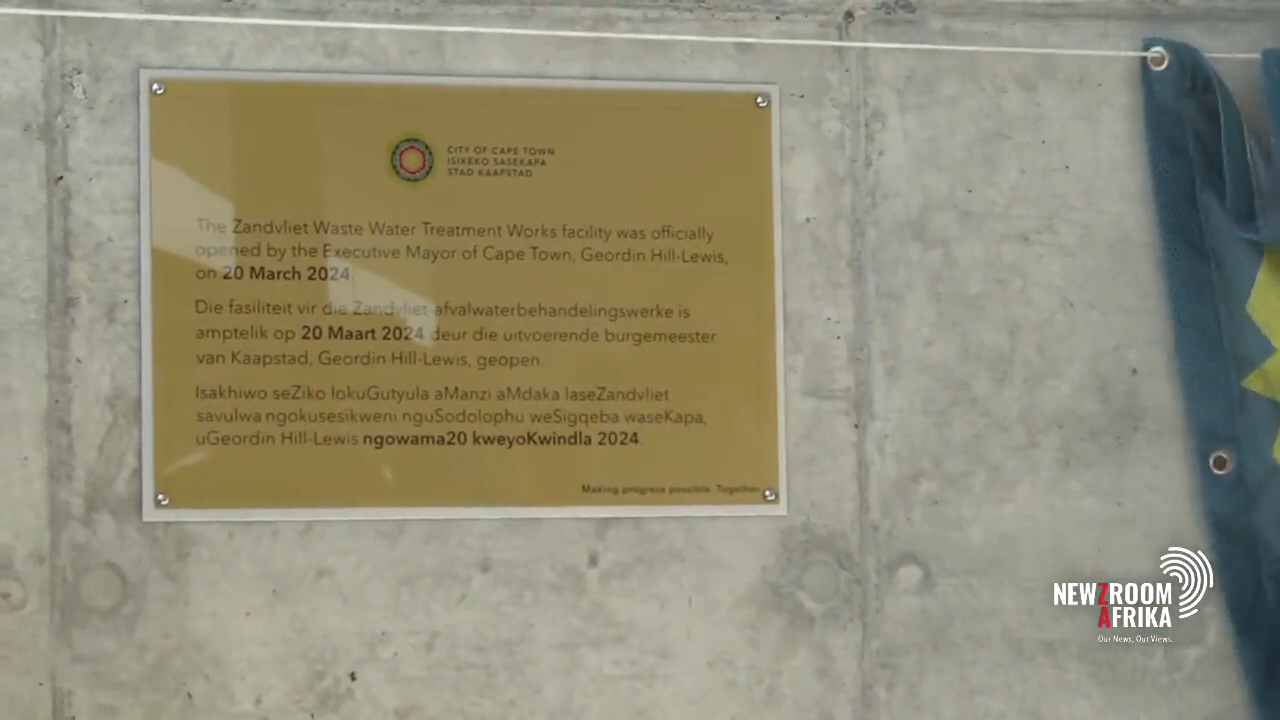 CITY OF CAPE TOWN
ISIXEKO SASEKAPA
STAD KAAPSTAD
The Zandvliet Waste Water Treatment Works facility was officially
opened by the Executive Mayor of Cape Town, Geordin Hill-Lewis,
on 20 March 2024.
Die fasiliteit vir die Zandvliet-afvalwaterbehandelingswerke is
amptelik op 20 Maart 2024 deur die uitvoerende burgemeester
van Kaapstad, Geordin Hill-Lewis, geopen.
Isakhiwo seZiko lokuGutyula aManzi aMdaka laseZandvliet
savulwa ngokusesikweni nguSodolophu weSigqeba waseKapa,
uGeordin Hill-Lewis ngowama20 kweyoKwindla 2024.
Making progress possible. Together.
NEWZROOM
AFRIKA
Our News, Our Views.